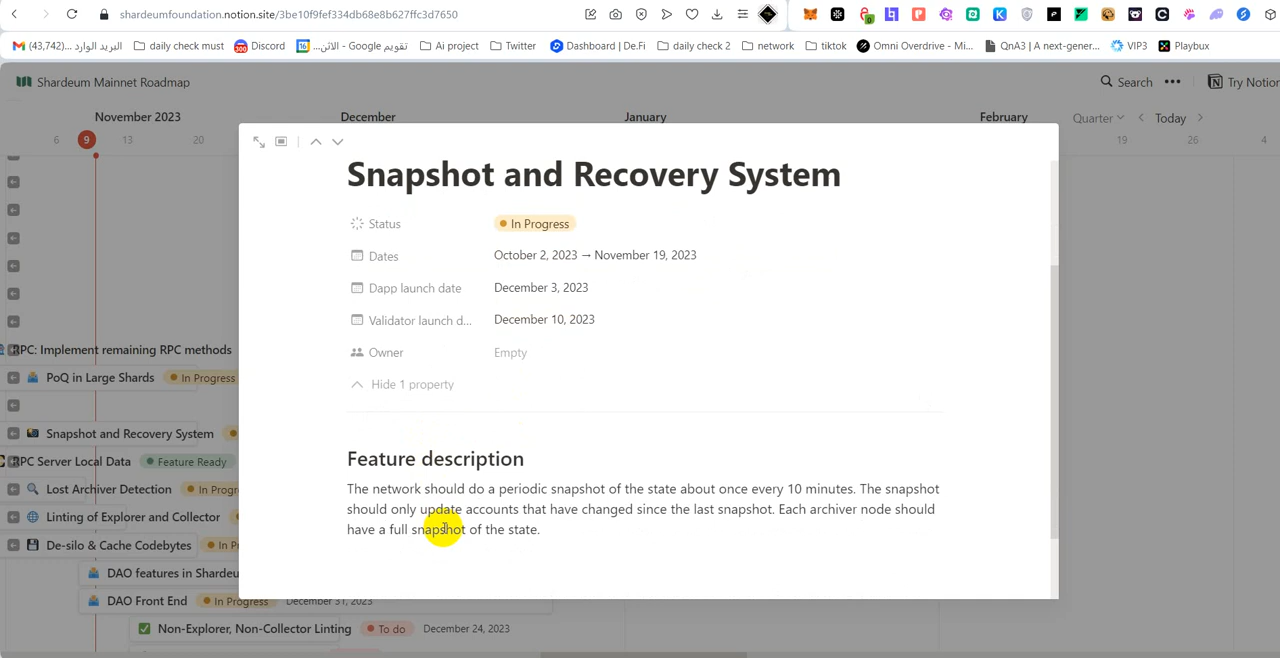 shardeumfoundation.notion.site/3be10f9fef334db68e8b627ffc3d7650
(43,742) البريد الوارد...
daily check must
Discord
Google تقويم - الاثن...
Ai project
Twitter
Dashboard | De.Fi
daily check 2
network
tiktok
Omni Overdrive - Mi...
QnA3 | A next-gener...
VIP3
Playbux
Shardeum Mainnet Roadmap
Search
Try Notion
November 2023
December
January
February
Quarter
Today
6
9
13
20
19
26
4
Snapshot and Recovery System
Status In Progress
Dates October 2, 2023 → November 19, 2023
Dapp launch date December 3, 2023
Validator launch d... December 10, 2023
Owner Empty
Hide 1 property
Feature description
The network should do a periodic snapshot of the state about once every 10 minutes. The snapshot
should only update accounts that have changed since the last snapshot. Each archiver node should
have a full snapshot of the state.
RPC: Implement remaining RPC methods
PoQ in Large Shards In Progress
Snapshot and Recovery System
RPC Server Local Data Feature Ready
Lost Archiver Detection In Progr
Linting of Explorer and Collector
De-silo & Cache Codebytes In P
DAO features in Shardeu
DAO Front End In Progress December 31, 2023
Non-Explorer, Non-Collector Linting To do December 24, 2023